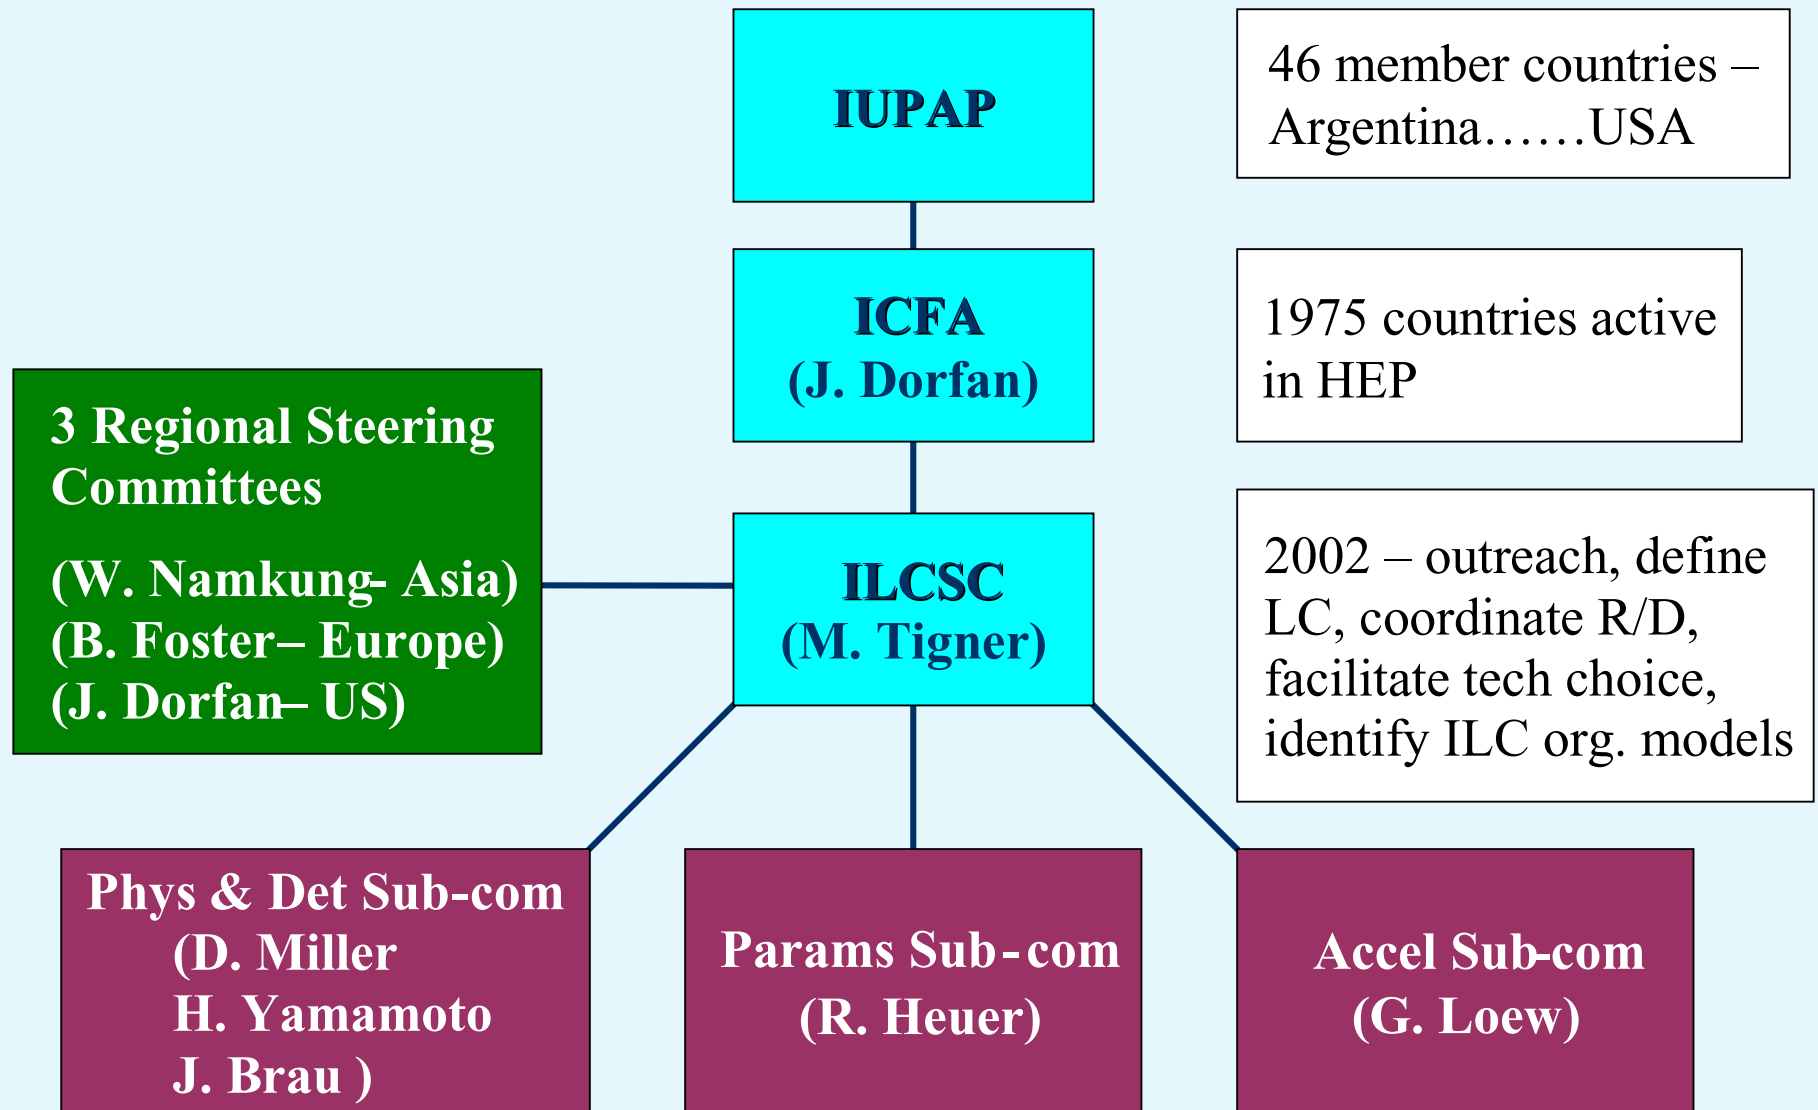 IUPAP
46 member countries –
Argentina……USA
ICFA
(J. Dorfan)
1975 countries active
in HEP
3 Regional Steering
Committees
(W. Namkung- Asia)
(B. Foster– Europe)
(J. Dorfan– US)
ILCSC
(M. Tigner)
2002 – outreach, define
LC, coordinate R/D,
facilitate tech choice,
identify ILC org. models
Phys & Det Sub-com
(D. Miller
H. Yamamoto
J. Brau )
Params Sub-com
(R. Heuer)
Accel Sub-com
(G. Loew)